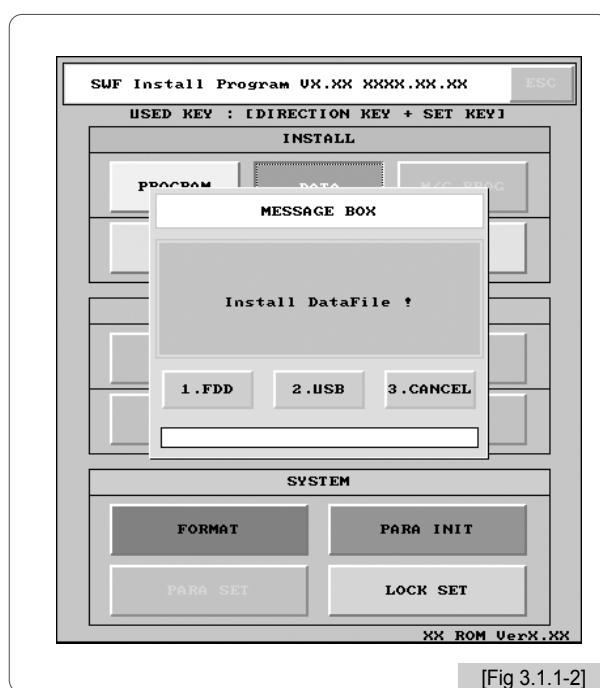 SWF Install Program VX.XX XXXX.XX.XX ESC
USED KEY : [DIRECTION KEY + SET KEY]
INSTALL
PROGRAM DATA M/C PROG
MESSAGE BOX
Install DataFile !
1.FDD 2.USB 3.CANCEL
SYSTEM
FORMAT PARA INIT
PARA SET LOCK SET
XX ROM VerX.XX
[Fig 3.1.1-2]